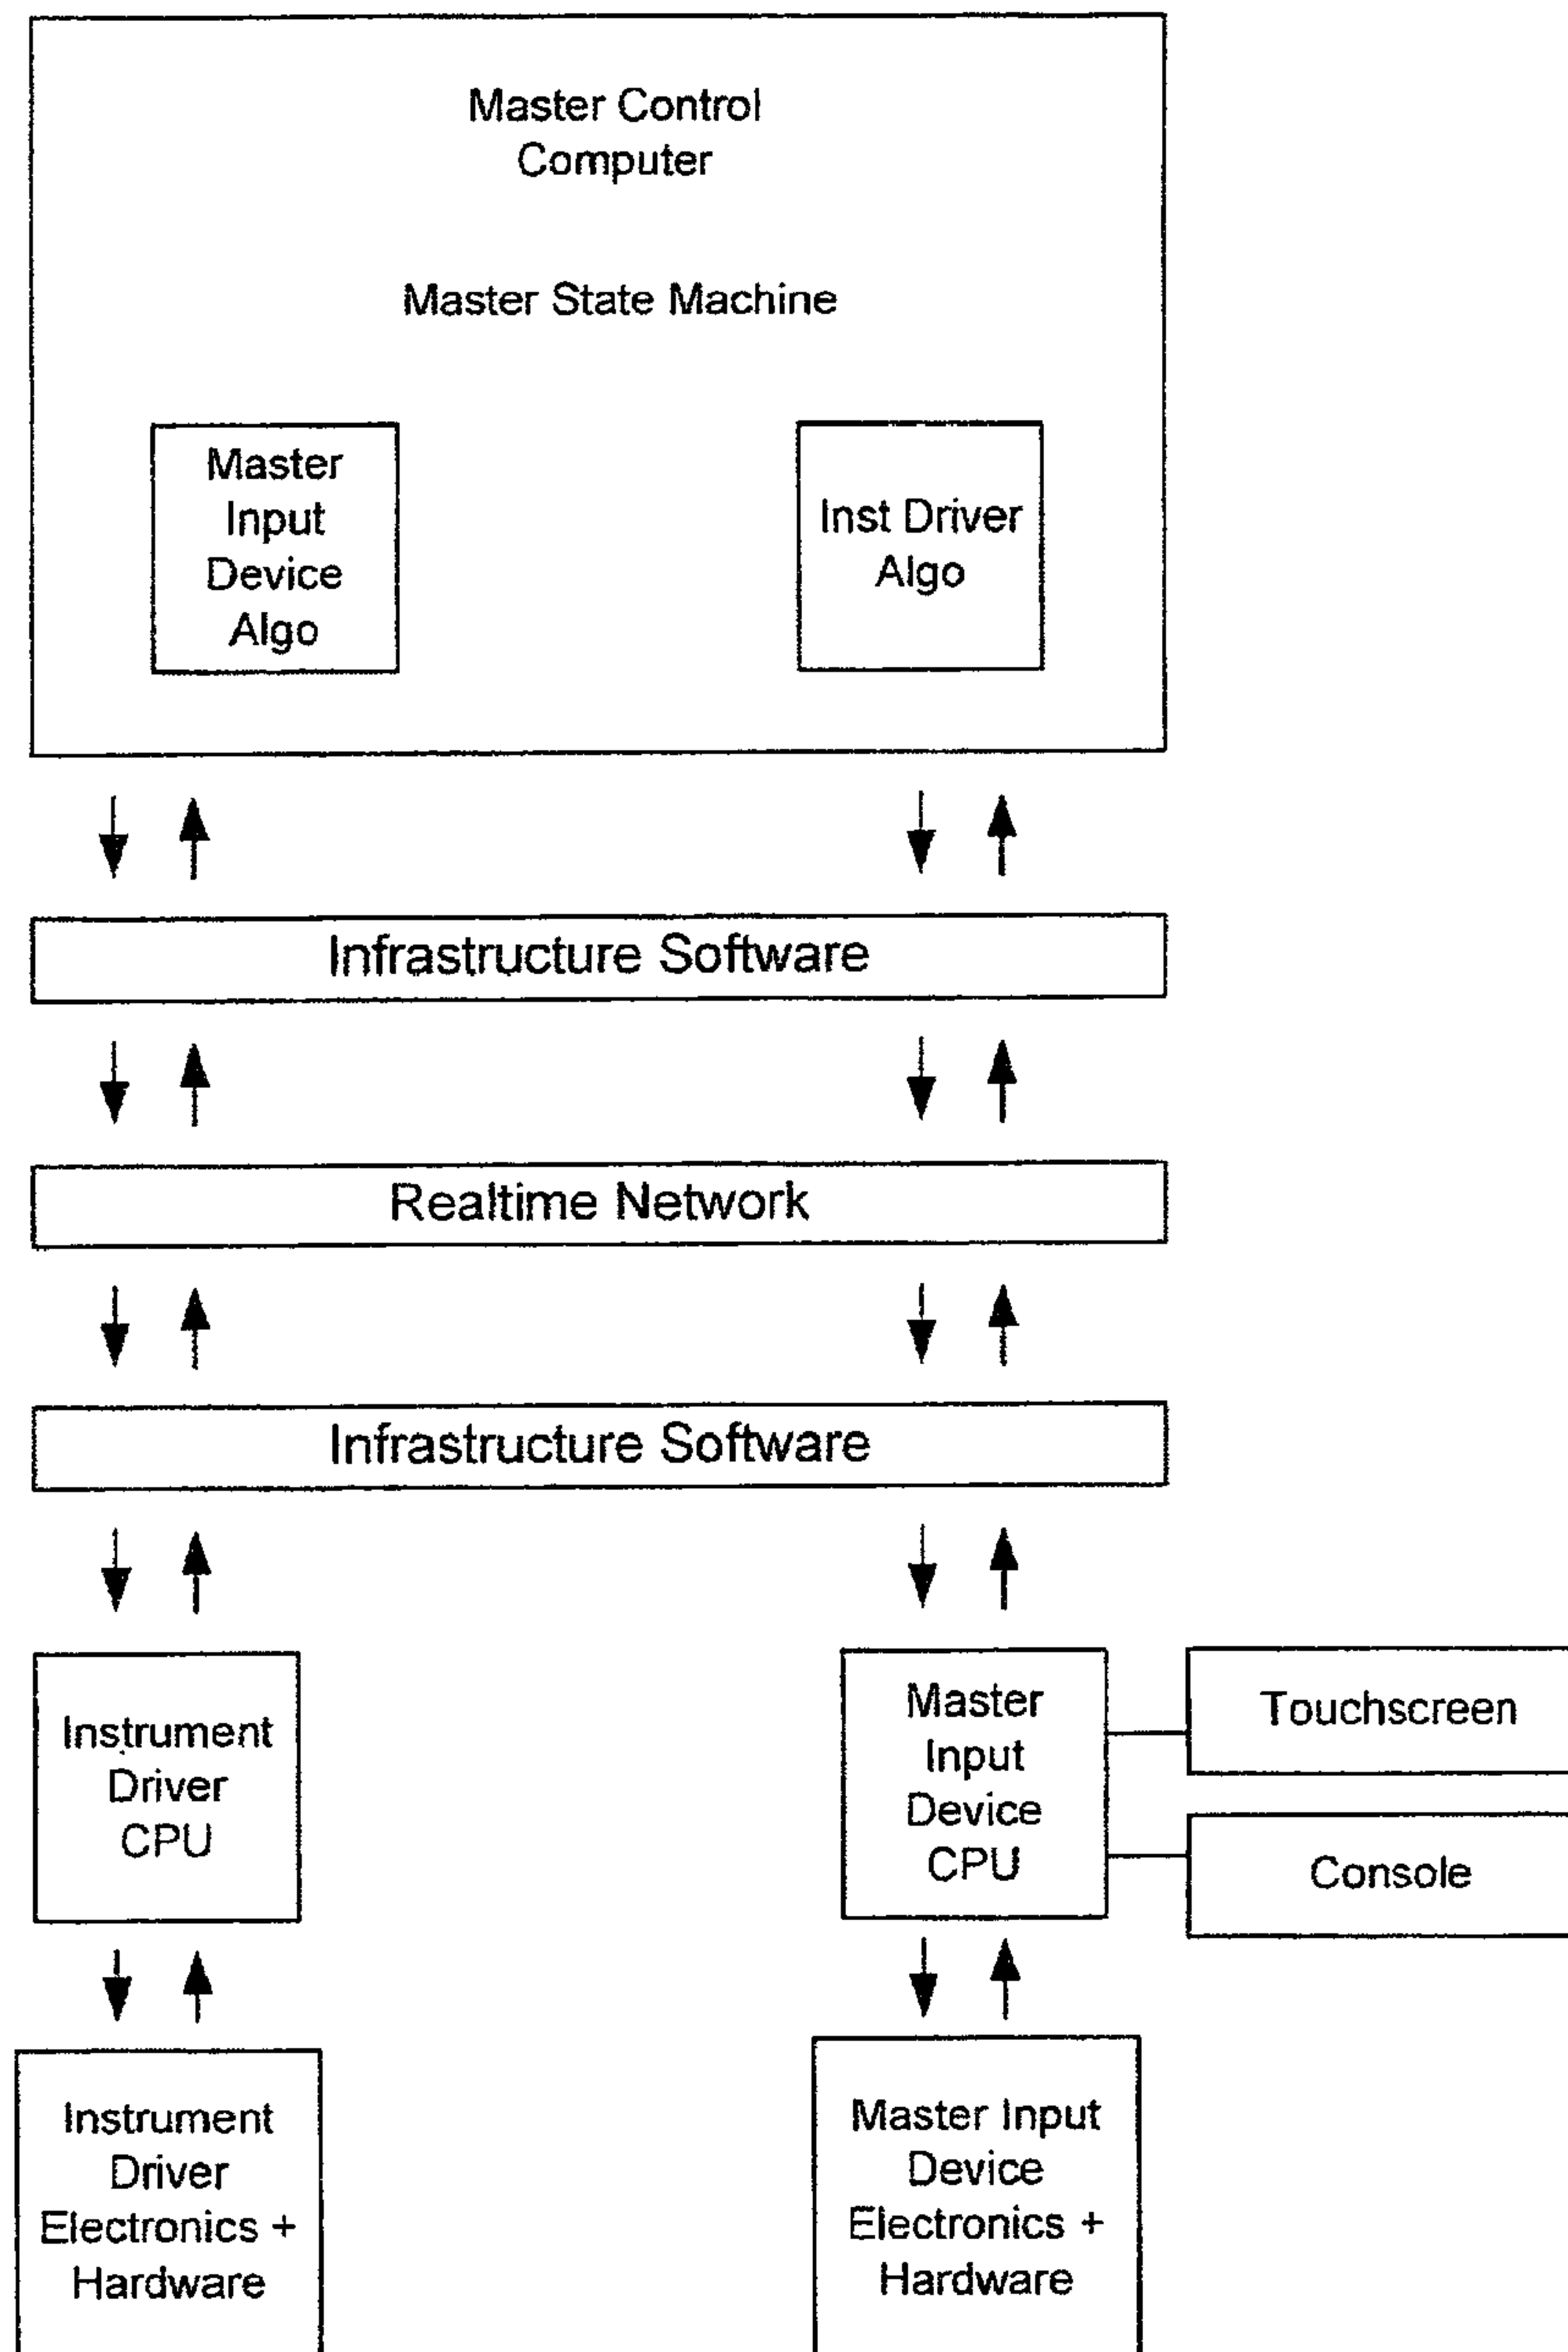 Master Control
Computer
Master State Machine
Master
Input
Device
Algo
Inst Driver
Algo
Infrastructure Software
Realtime Network
Infrastructure Software
Instrument
Driver
CPU
Master
Input
Device
CPU
Touchscreen
Console
Instrument
Driver
Electronics +
Hardware
Master Input
Device
Electronics +
Hardware